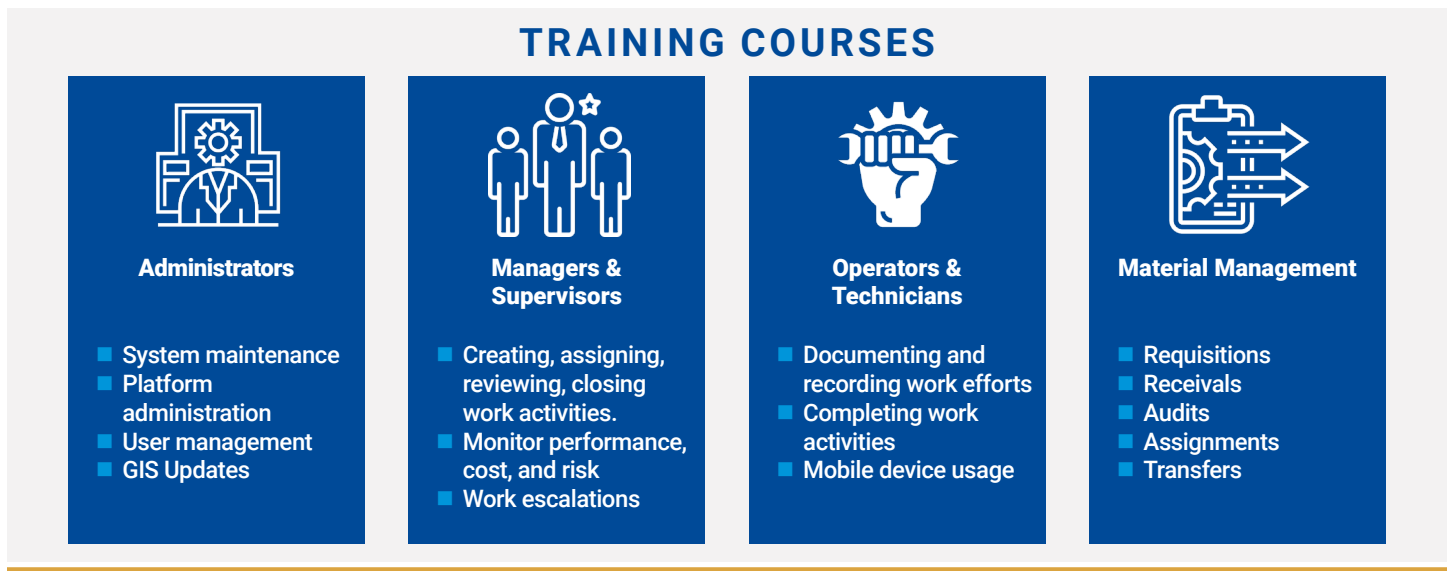 TRAINING COURSES
Administrators
System maintenance
Platform
administration
User management
GIS Updates
Managers &
Supervisors
Creating, assigning,
reviewing, closing
work activities.
Monitor performance,
cost, and risk
Work escalations
Operators &
Technicians
Documenting and
recording work efforts
Completing work
activities
Mobile device usage
Material Management
Requisitions
Receivals
Audits
Assignments
Transfers